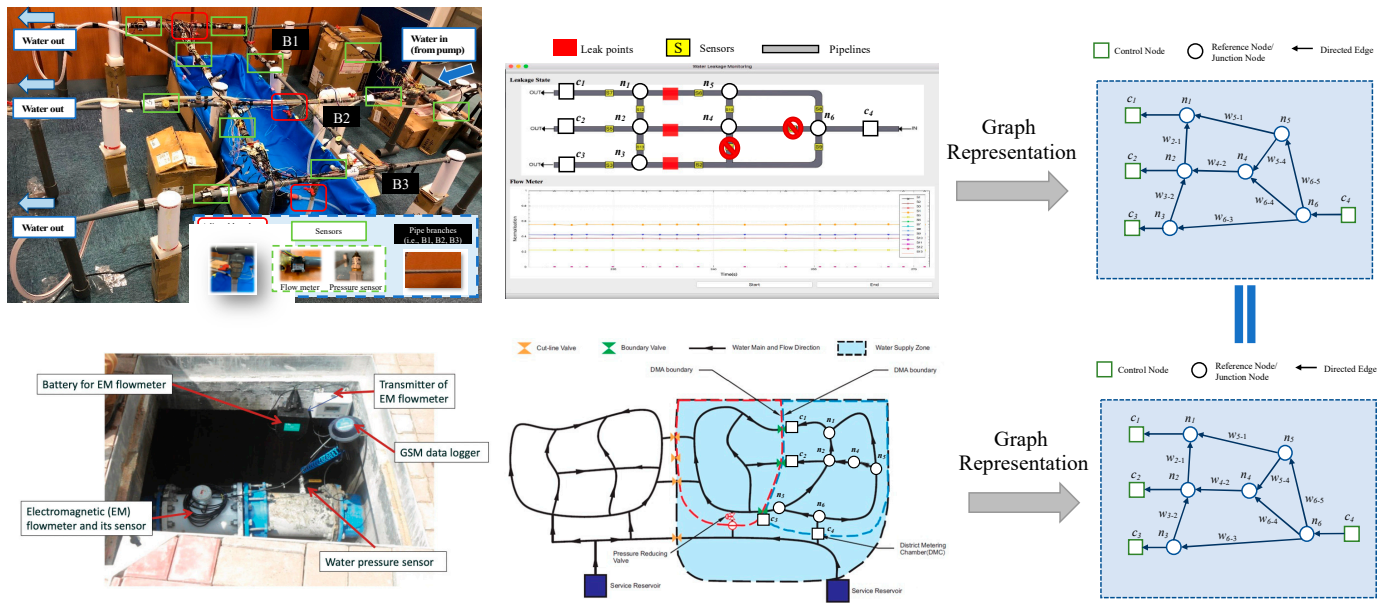 Water out
B1
Water in
(from pump)
Water out
B2
B3
Water out
Sensors
Pipe branches
(i.e., B1, B2, B3)
Flow meter
Pressure sensor
Leak points
S
Sensors
Pipelines
Water Leakage Monitoring
Leakage State
OUT
c1
n1
n5
OUT
c2
n2
n4
n6
c4
IN
OUT
c3
n3
Flow Meter
Normalisation
Time(s)
Start
End
Graph
Representation
Control Node
Reference Node/
Junction Node
Directed Edge
c1
n1
w5-1
n5
w2-1
c2
n2
w4-2
n4
w5-4
w6-5
w3-2
w6-4
c3
n3
w6-3
n6
c4
Battery for EM flowmeter
Transmitter of
EM flowmeter
GSM data logger
Electromagnetic (EM)
flowmeter and its sensor
Water pressure sensor
Cut-line Valve
Boundary Valve
Water Main and Flow Direction
Water Supply Zone
DMA boundary
DMA boundary
c1
n1
c2
n2
n4
n5
n3
n6
c3
c4
Pressure Reducing
Valve
District Metering
Chamber(DMC)
Service Reservoir
Service Reservoir
Graph
Representation
Control Node
Reference Node/
Junction Node
Directed Edge
c1
n1
w5-1
n5
w2-1
c2
n2
w4-2
n4
w5-4
w6-5
w3-2
w6-4
c3
n3
w6-3
n6
c4